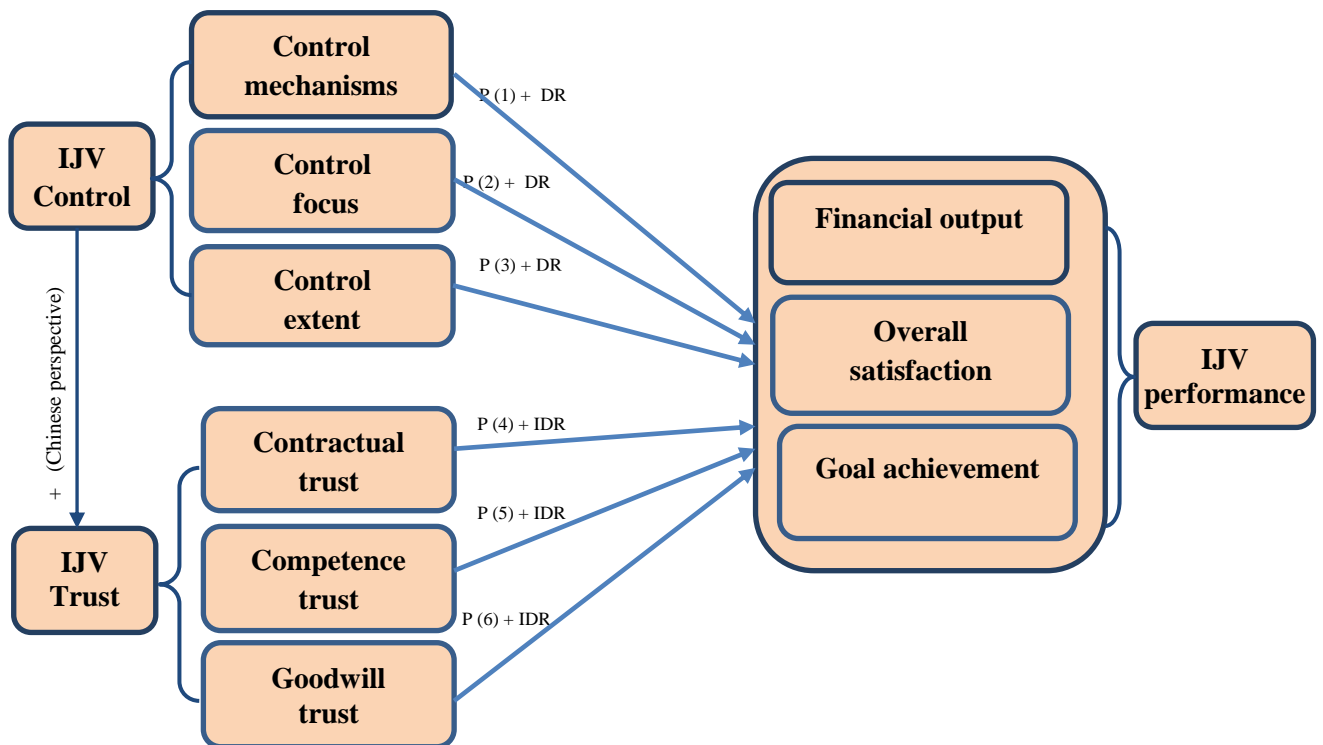 Control
mechanisms
P (1) + DR
IJV
Control
Control
focus
P (2) + DR
Control
extent
P (3) + DR
+ (Chinese perspective)
Contractual
trust
P (4) + IDR
IJV
Trust
Competence
trust
P (5) + IDR
Goodwill
trust
P (6) + IDR
Financial output
Overall
satisfaction
Goal achievement
IJV
performance